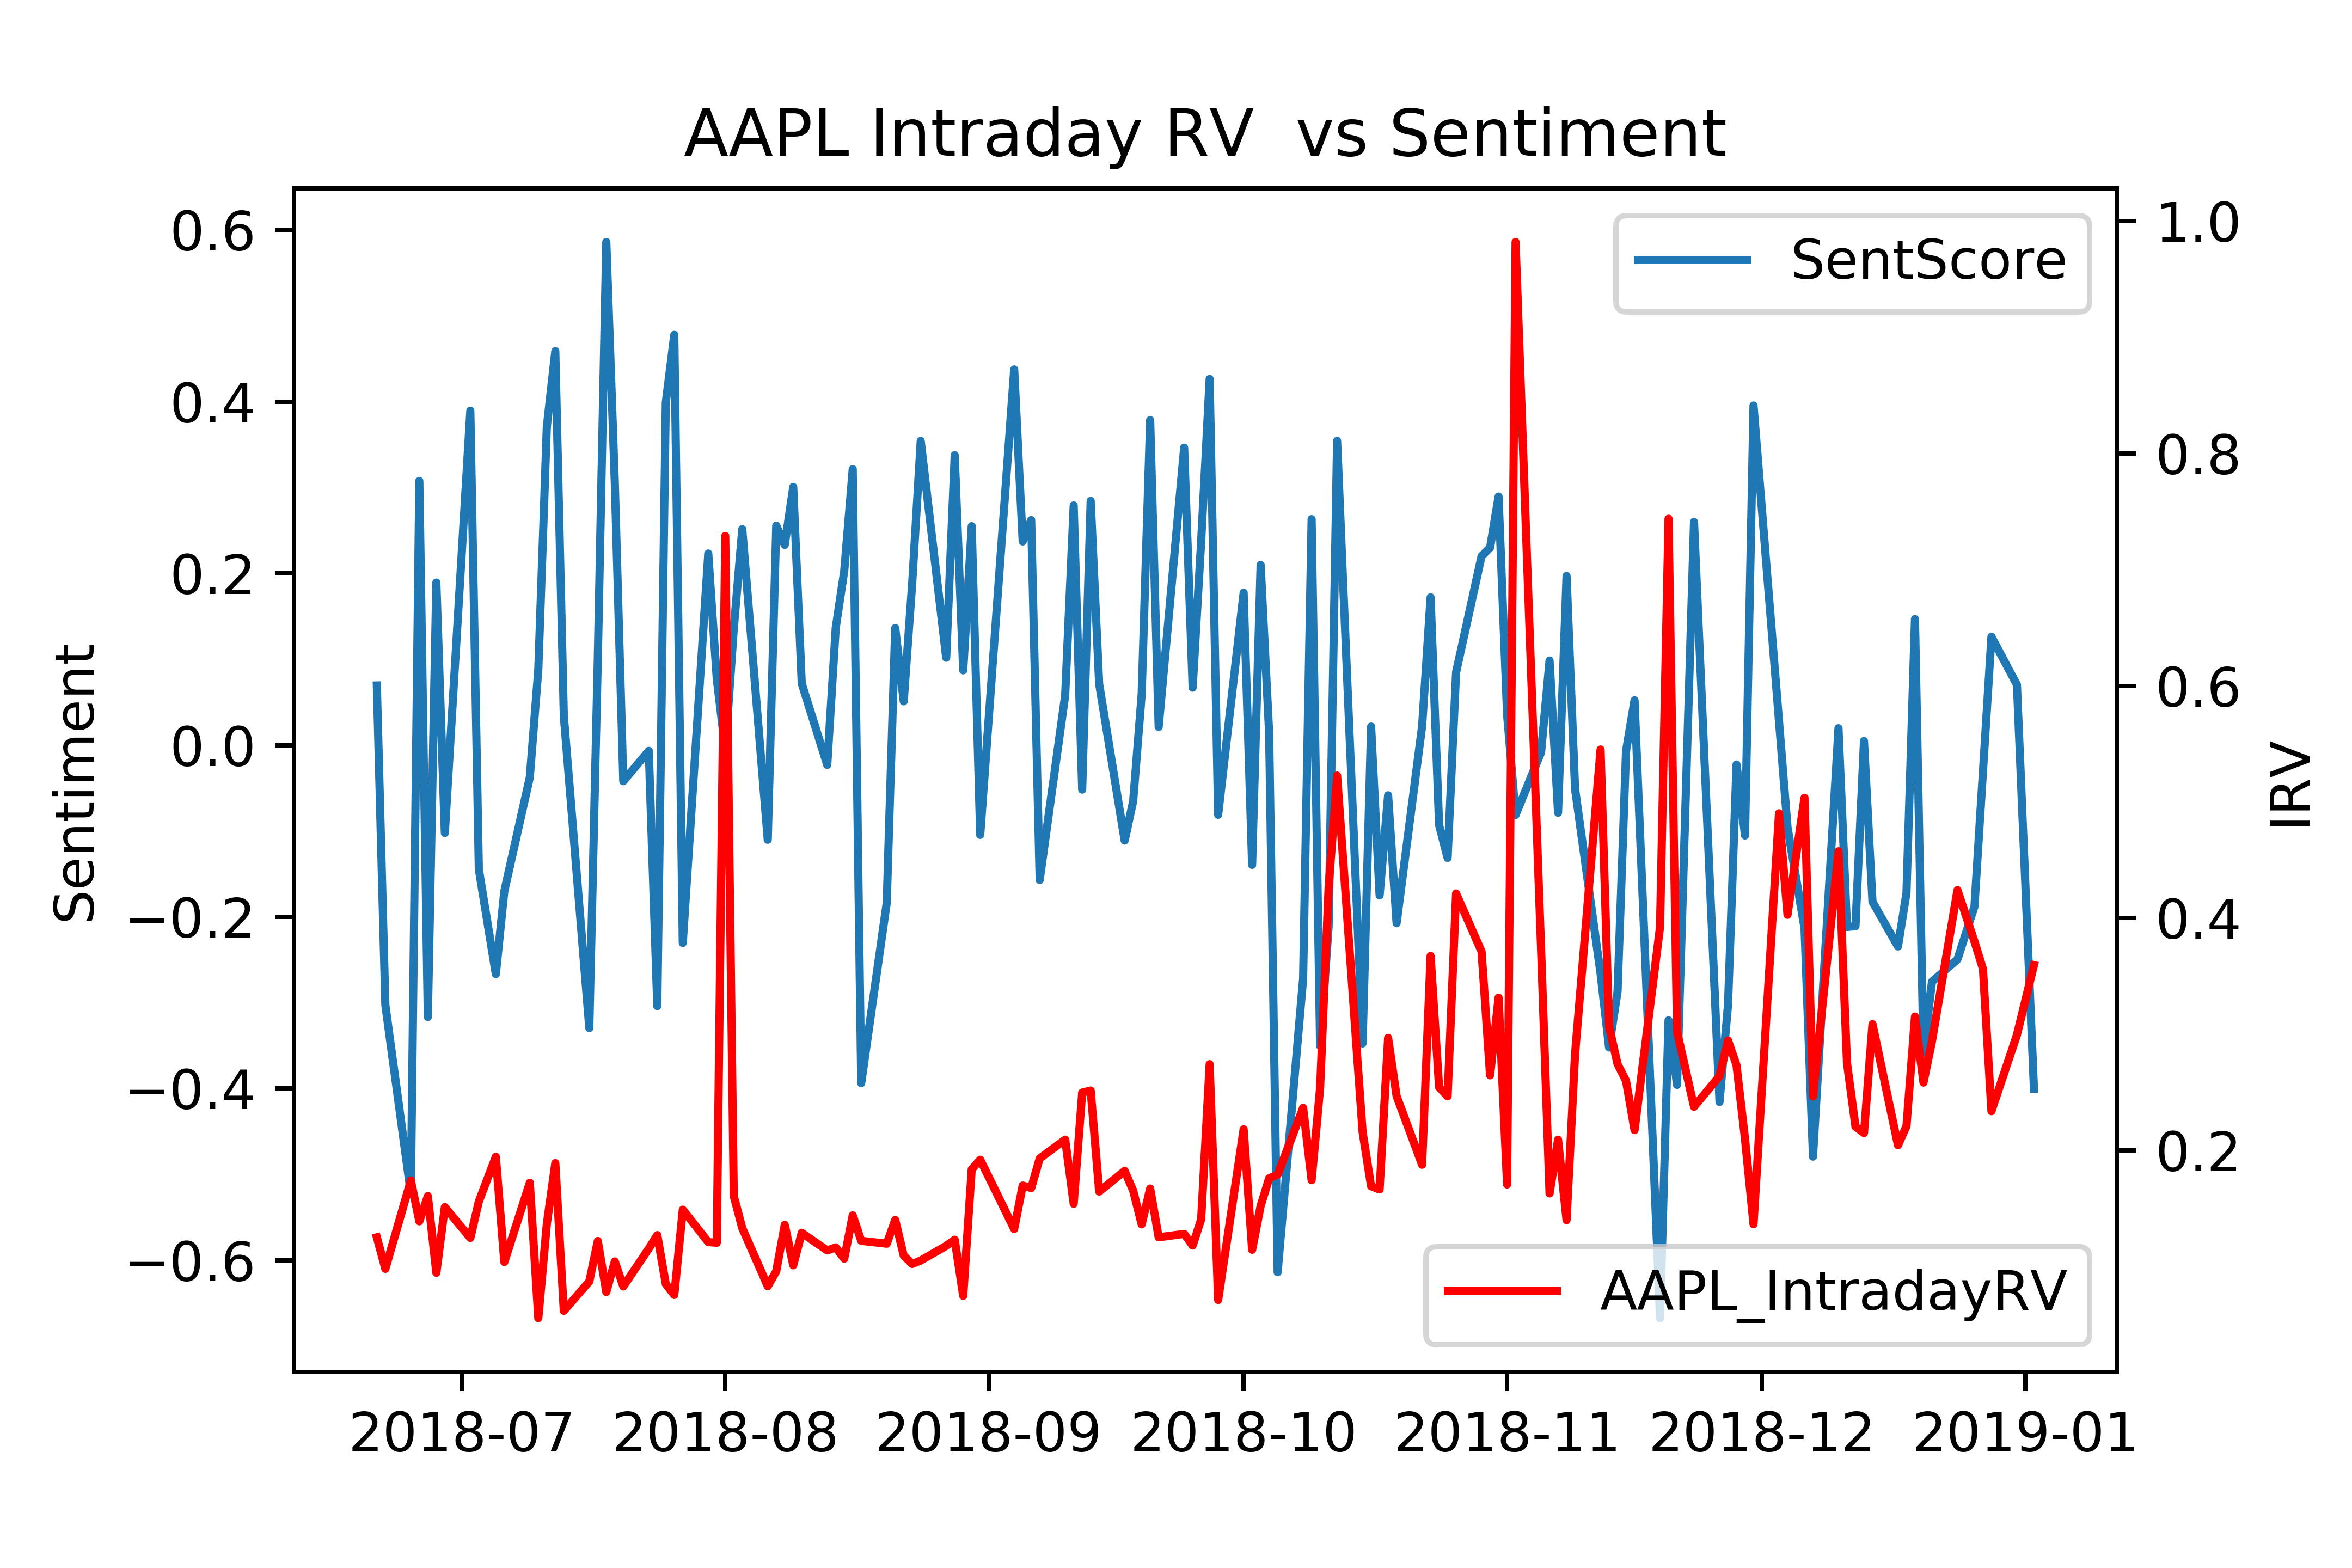 AAPL Intraday RV  vs Sentiment
SentScore
AAPL_IntradayRV
Sentiment
0.6
0.4
0.2
0.0
−0.2
−0.4
−0.6
1.0
0.8
0.6
0.4
0.2
IRV
2018-07 2018-08 2018-09 2018-10 2018-11 2018-12 2019-01